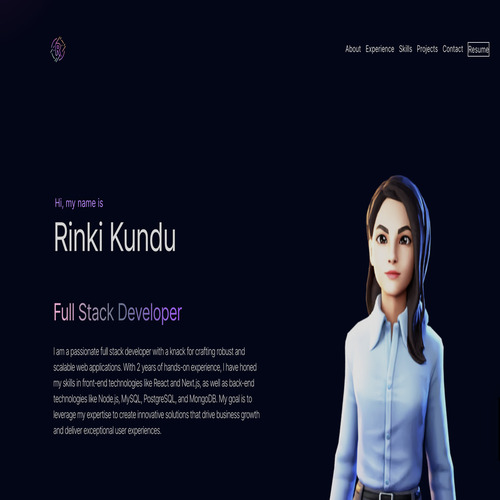 R
About Experience Skills Projects Contact Resume
Hi, my name is
Rinki Kundu
Full Stack Developer
I am a passionate full stack developer with a knack for crafting robust and
scalable web applications. With 2 years of hands-on experience, I have honed
my skills in front-end technologies like React and Next.js, as well as back-end
technologies like Node.js, MySQL, PostgreSQL, and MongoDB. My goal is to
leverage my expertise to create innovative solutions that drive business growth
and deliver exceptional user experiences.